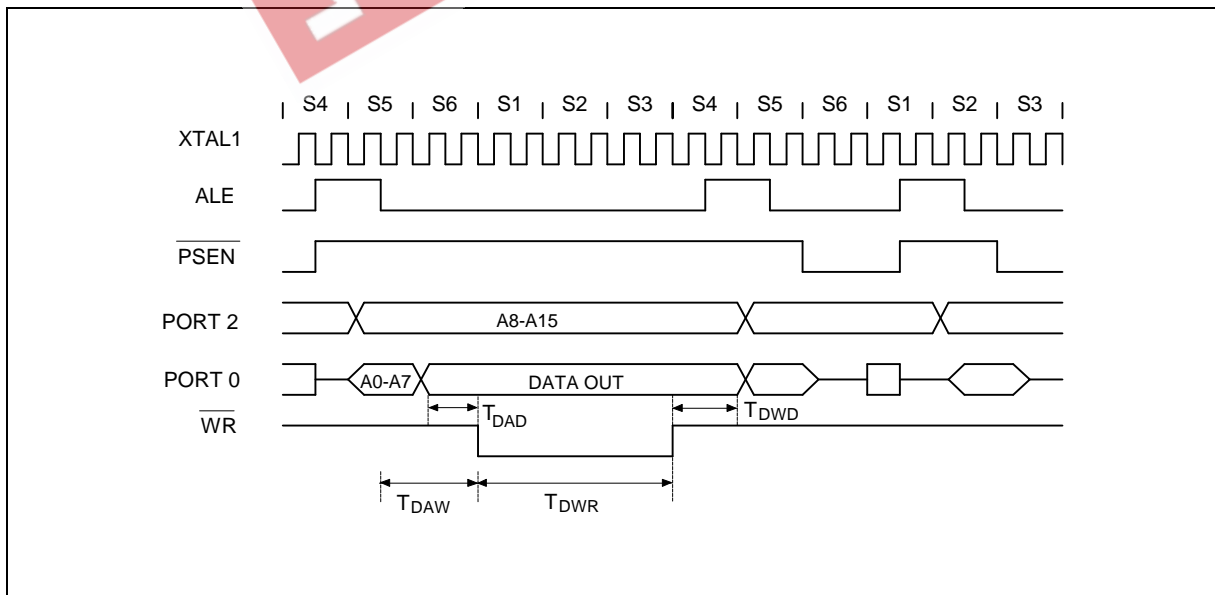 S4 S5 S6 S1 S2 S3 S4 S5 S6 S1 S2 S3
XTAL1
ALE
PSEN
PORT 2
A8-A15
PORT 0
A0-A7
DATA OUT
WR
TDAD
TDWD
TDAW
TDWR